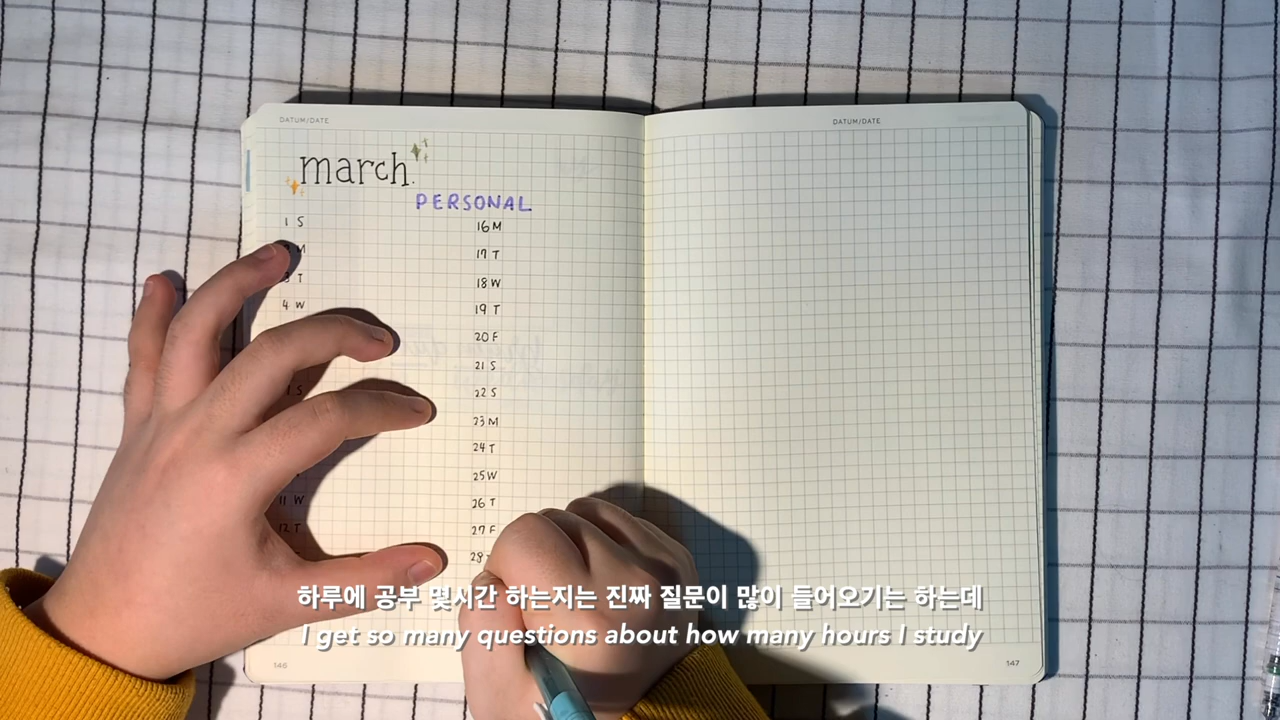 DATUM/DATE
DATUM/DATE
march.
PERSONAL
1 S
M
3 T
4 W
S
11 W
12 T
16 M
17 T
18 W
19 T
20 F
21 S
22 S
23 M
24 T
25 W
26 T
27 F
28
하루에 공부 몇시간 하는지는 진짜 질문이 많이 들어오기는 하는데
I get so many questions about how many hours I study
146
147